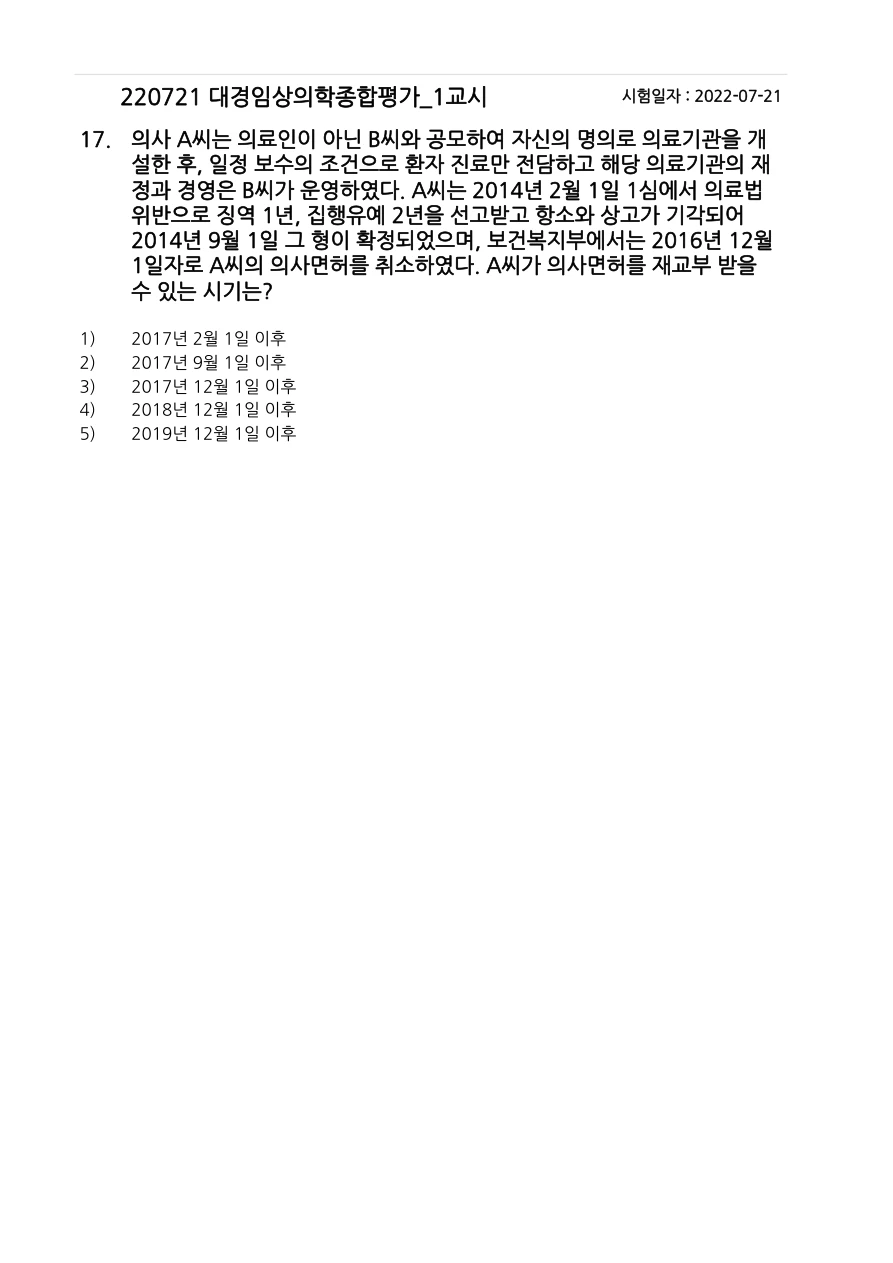 220721 대경임상의학종합평가_1교시 시험일자 : 2022-07-21
17. 의사 A씨는 의료인이 아닌 B씨와 공모하여 자신의 명의로 의료기관을 개
설한 후, 일정 보수의 조건으로 환자 진료만 전담하고 해당 의료기관의 재
정과 경영은 B씨가 운영하였다. A씨는 2014년 2월 1일 1심에서 의료법
위반으로 징역 1년, 집행유예 2년을 선고받고 항소와 상고가 기각되어
2014년 9월 1일 그 형이 확정되었으며, 보건복지부에서는 2016년 12월
1일자로 A씨의 의사면허를 취소하였다. A씨가 의사면허를 재교부 받을
수 있는 시기는?
1) 2017년 2월 1일 이후
2) 2017년 9월 1일 이후
3) 2017년 12월 1일 이후
4) 2018년 12월 1일 이후
5) 2019년 12월 1일 이후